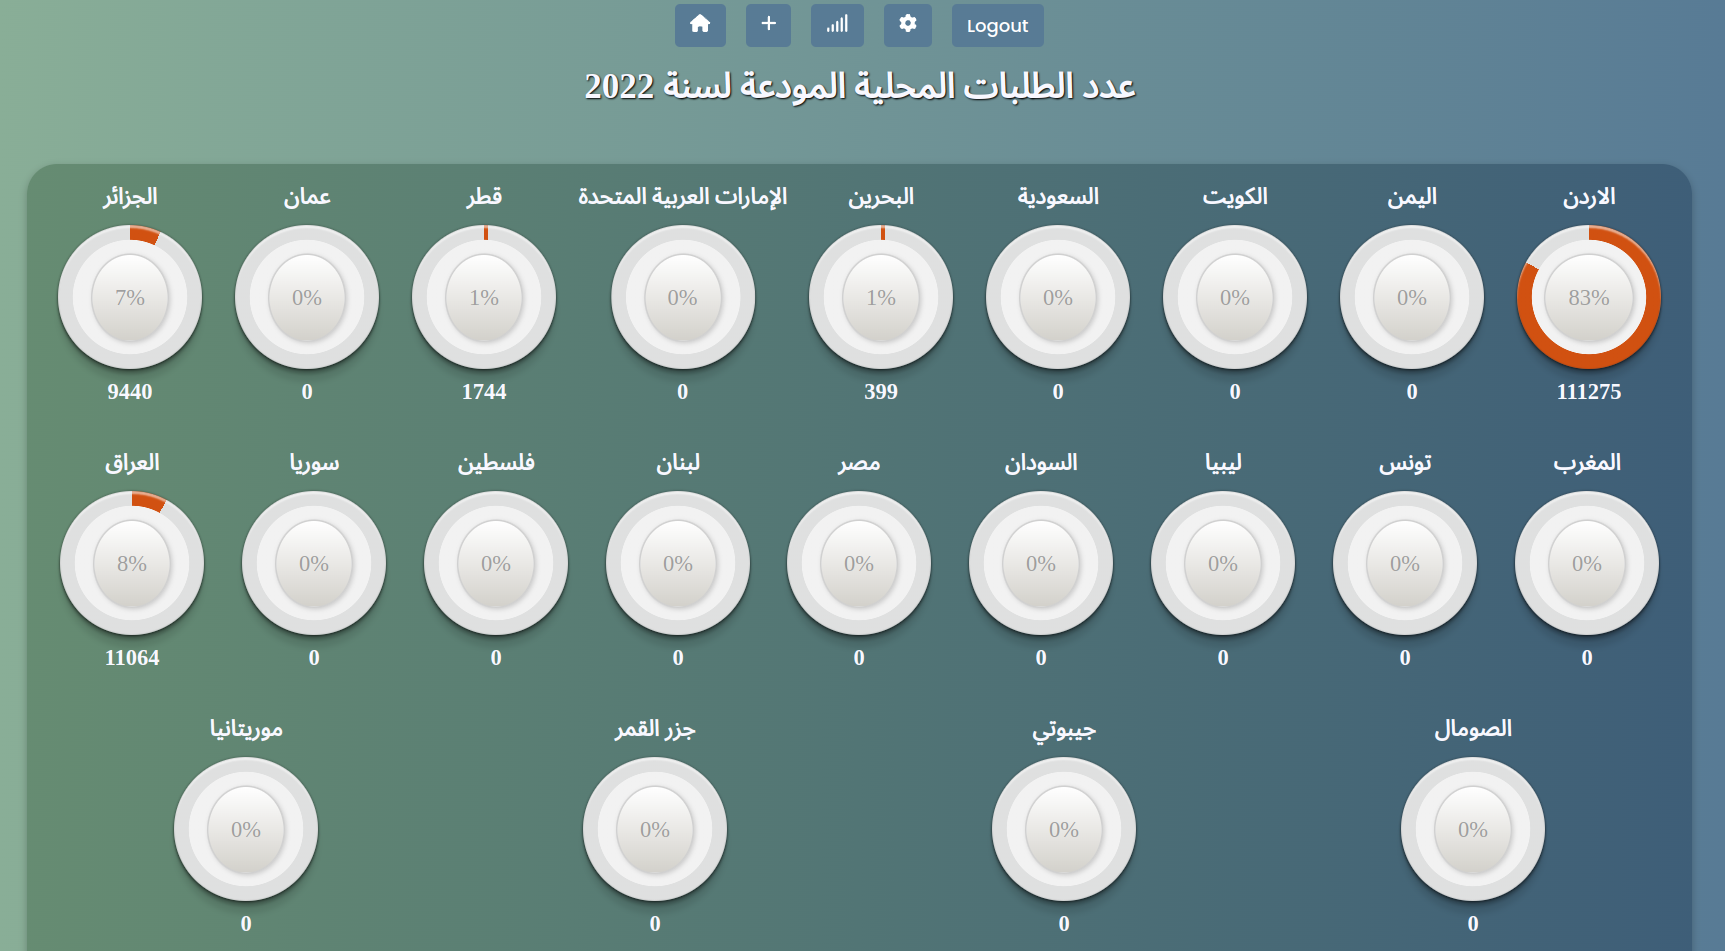 Logout
عدد الطلبات المحلية المودعة لسنة 2022
الاردن
83%
111275
اليمن
0%
0
الكويت
0%
0
السعودية
0%
0
البحرين
1%
399
الإمارات العربية المتحدة
0%
0
قطر
1%
1744
عمان
0%
0
الجزائر
7%
9440
المغرب
0%
0
تونس
0%
0
ليبيا
0%
0
السودان
0%
0
مصر
0%
0
لبنان
0%
0
فلسطين
0%
0
سوريا
0%
0
العراق
8%
11064
الصومال
0%
0
جيبوتي
0%
0
جزر القمر
0%
0
موريتانيا
0%
0